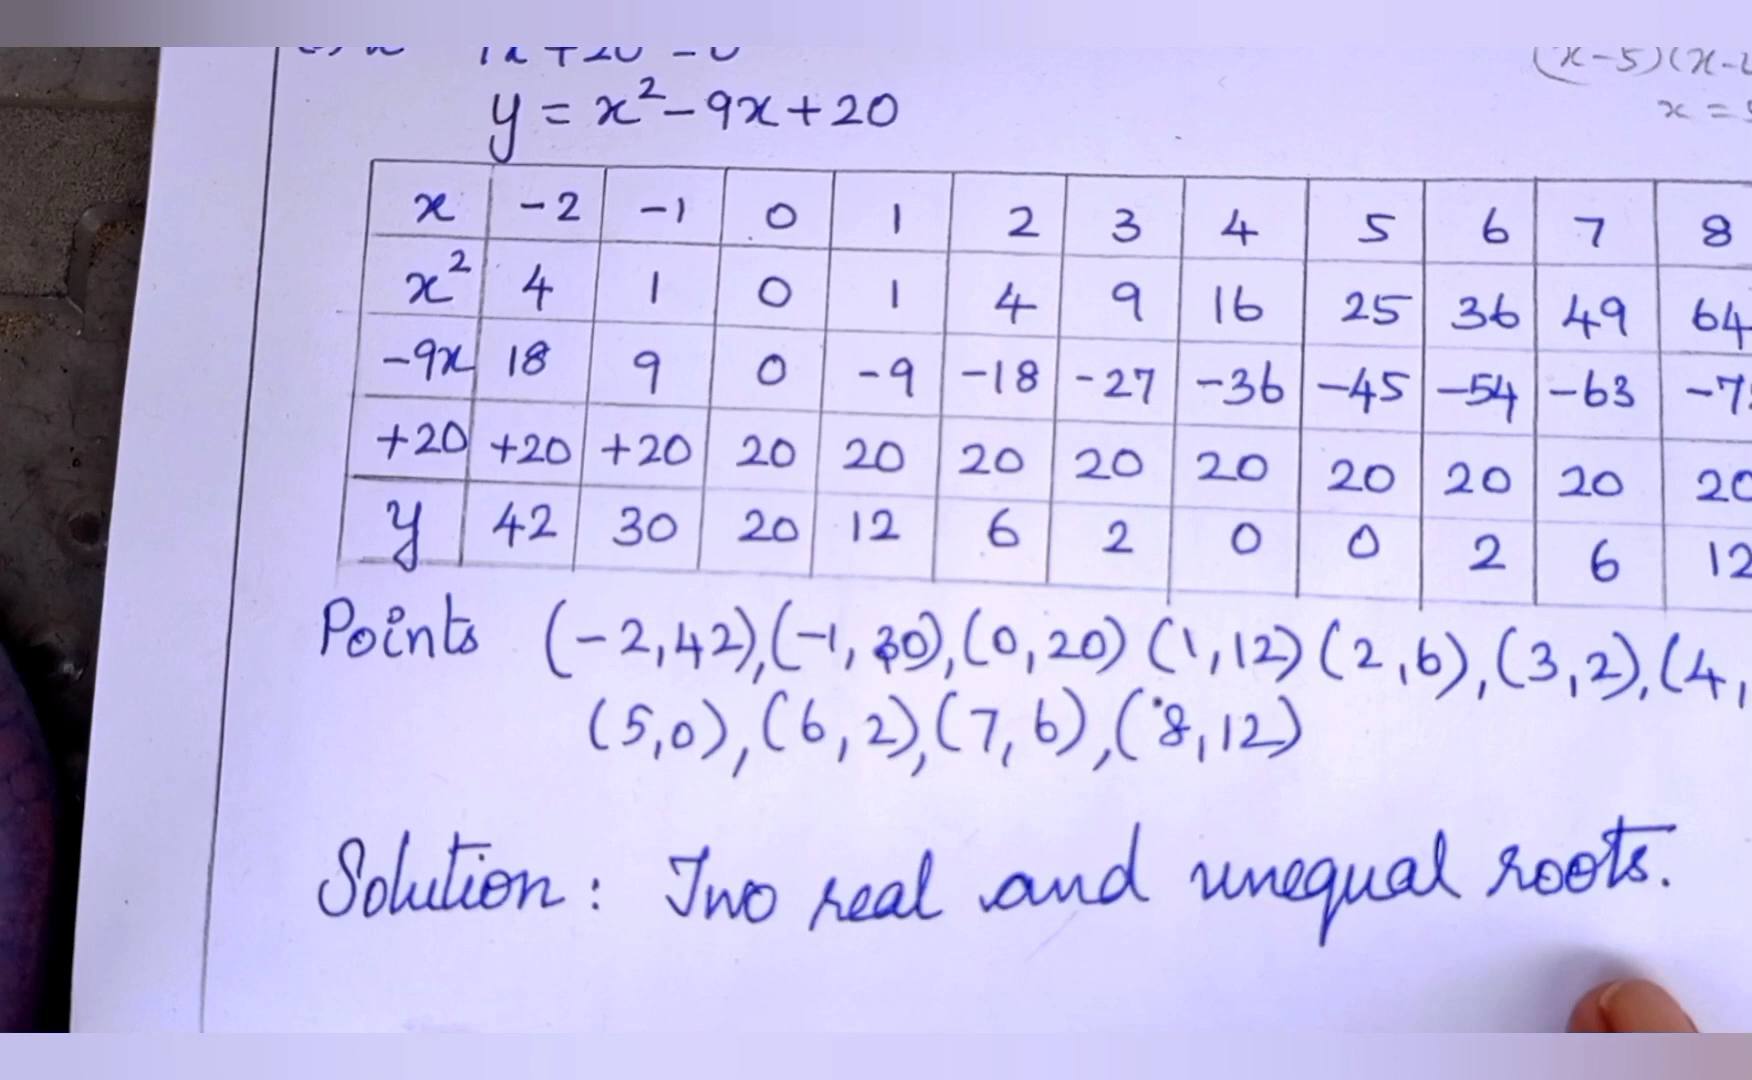 (x-5)(x-
y = x² - 9x + 20
x =
x -2 -1 0 1 2 3 4 5 6 7 8
x² 4 1 0 1 4 9 16 25 36 49 64
-9x 18 9 0 -9 -18 -27 -36 -45 -54 -63 -7
+20 +20 +20 20 20 20 20 20 20 20 20 20
y 42 30 20 12 6 2 0 0 2 6 12
Points (-2,42),(-1,30),(0,20) (1,12) (2,6),(3,2),(4,
(5,0),(6,2),(7,6),(8,12)
Solution : Two real and unequal roots.